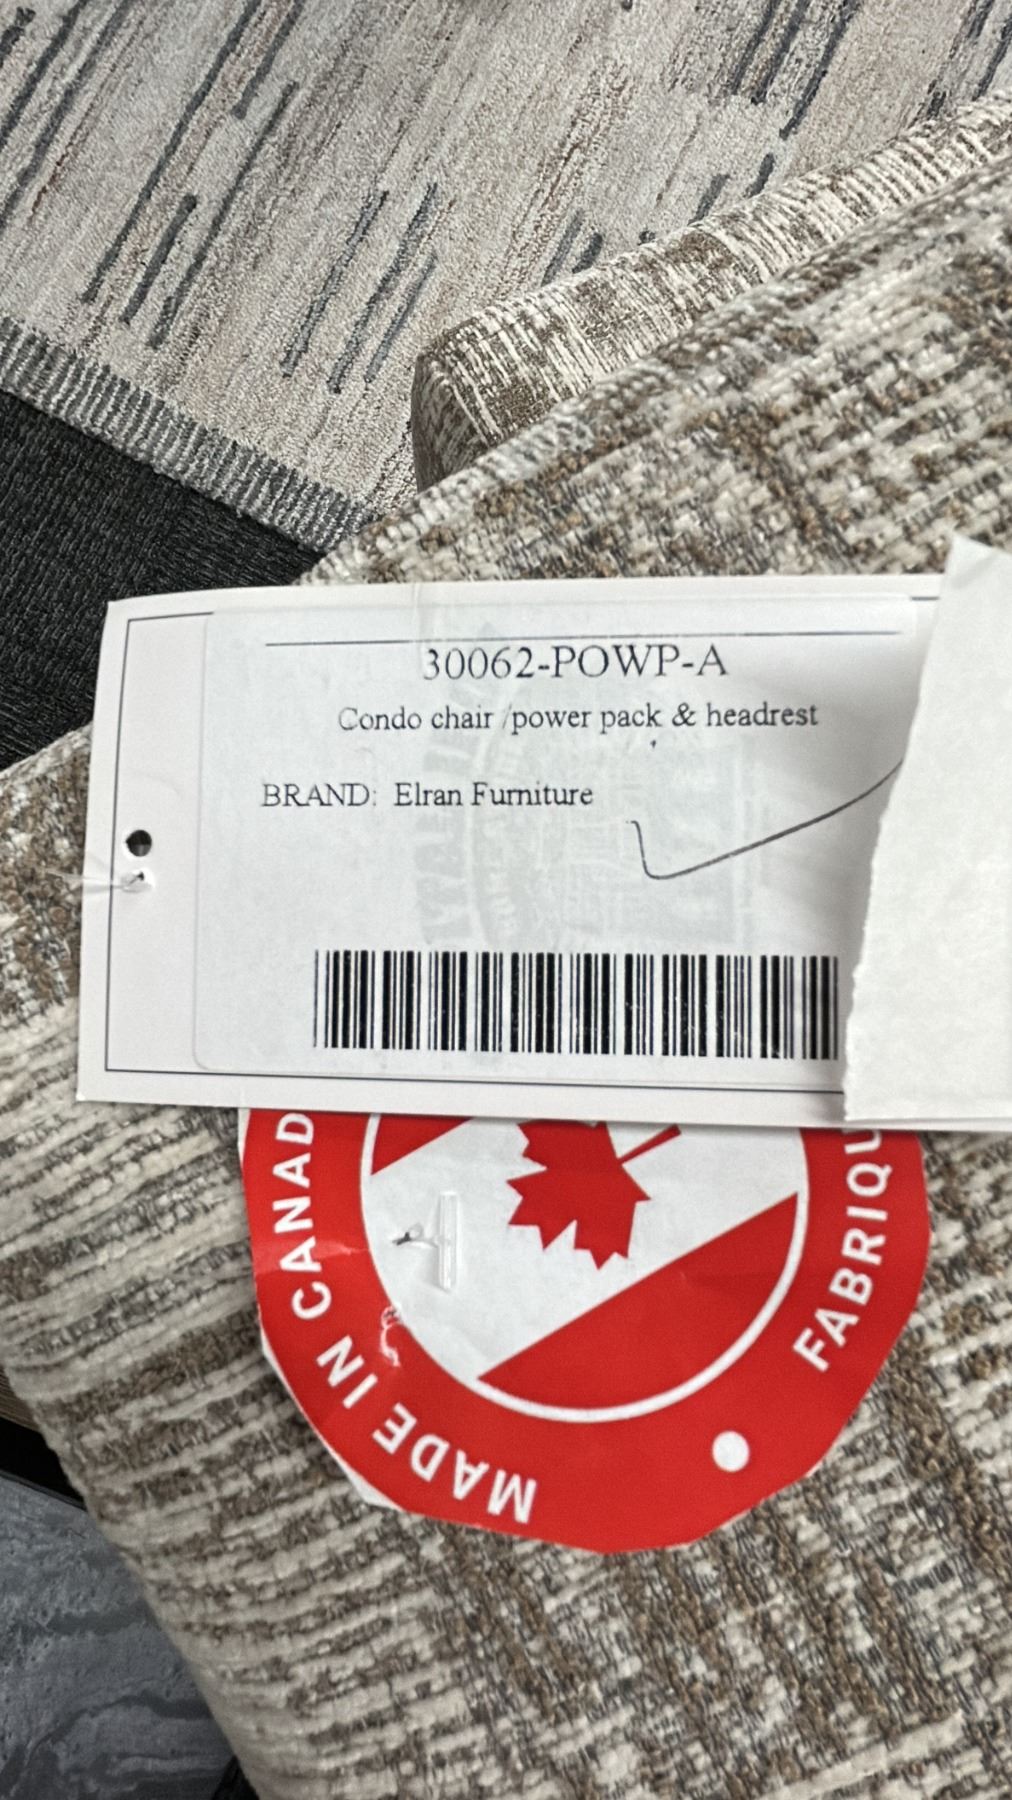 30062-POWP-A
Condo chair /power pack & headrest
BRAND: Elran Furniture
MADE IN CANAD
FABRIQU